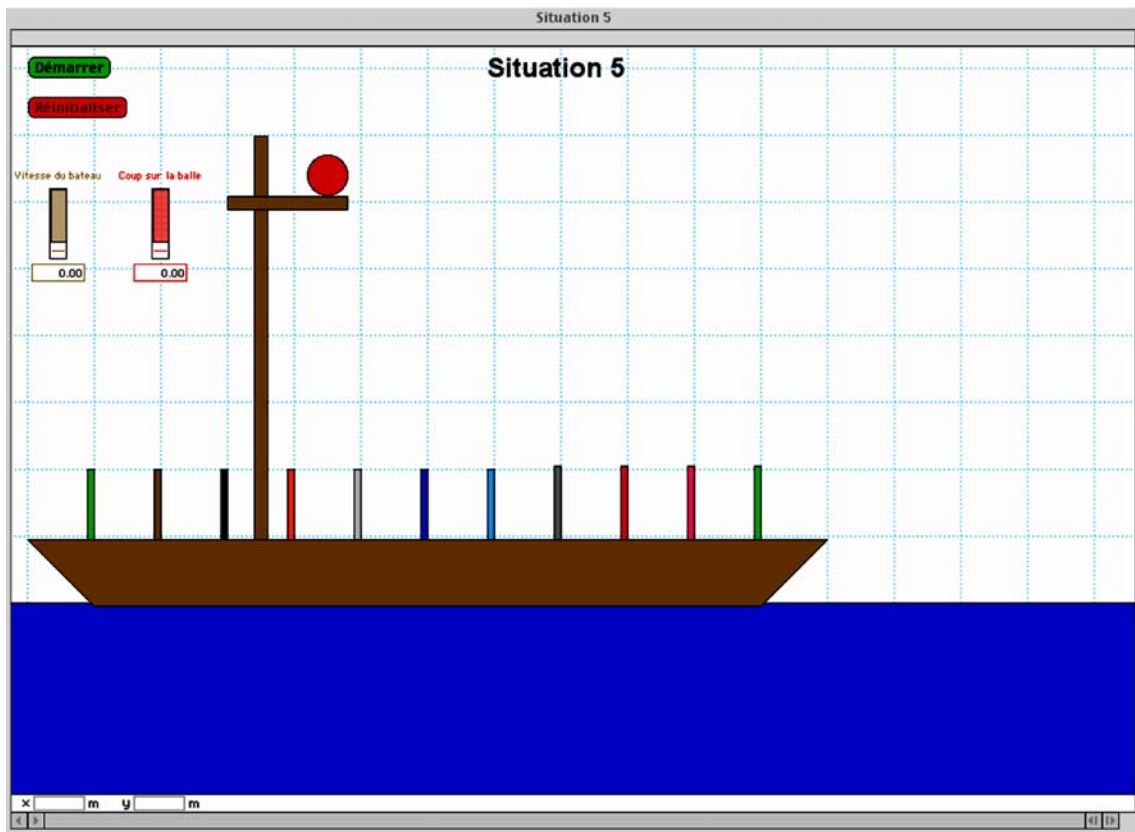 Situation 5
Démarrer
Situation 5
Réinitialiser
Vitesse du bateau
Coup sur la balle
0.00
0.00
x m y m